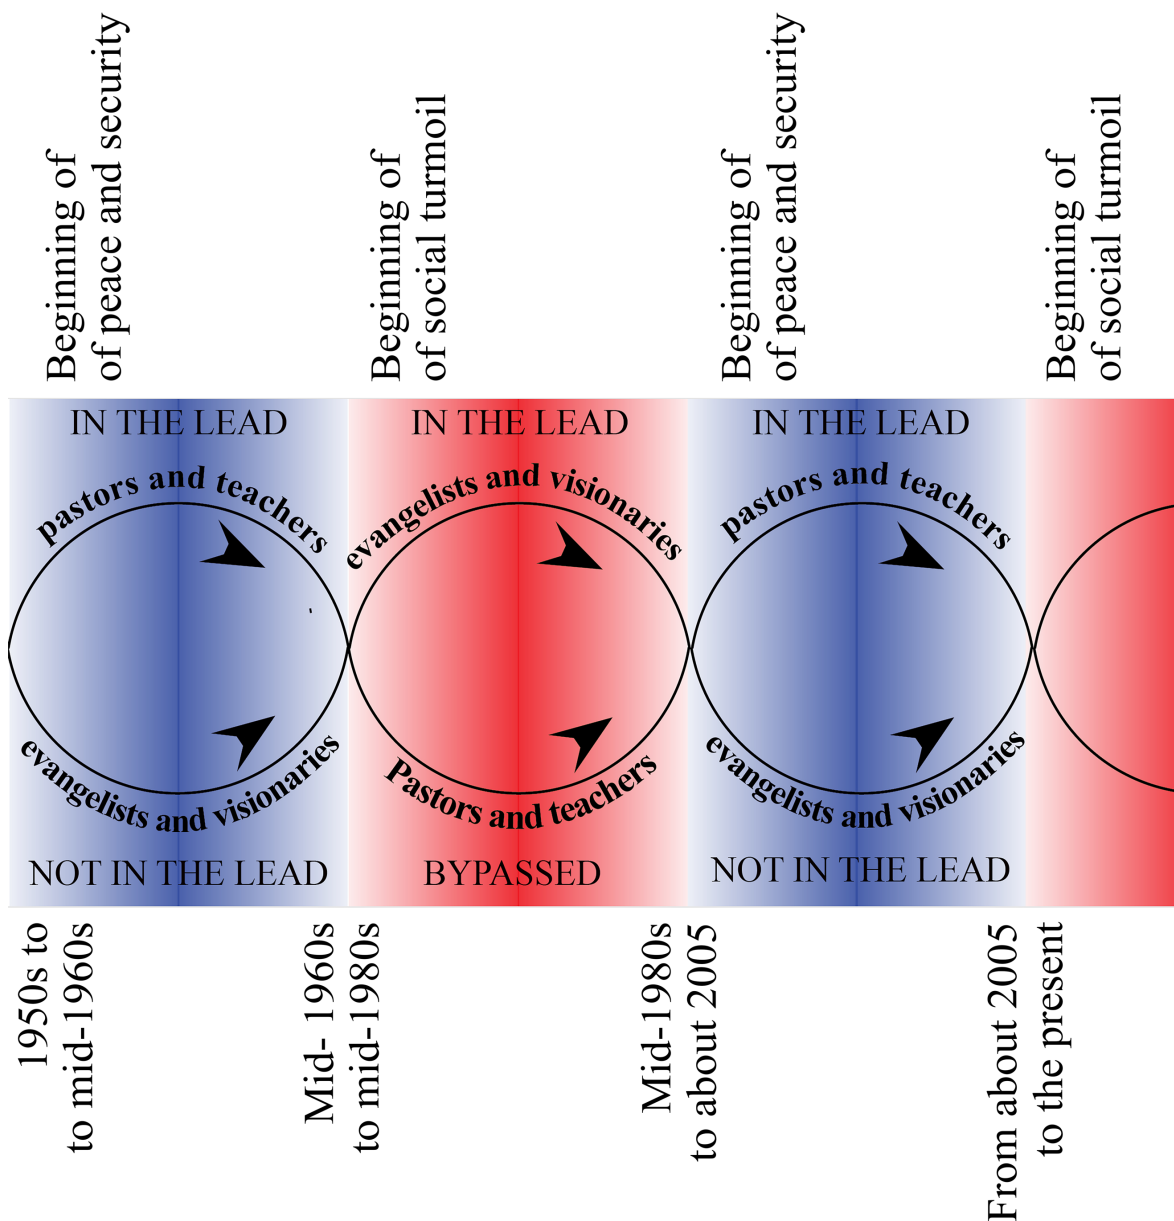 Beginning of
of peace and security
Beginning of
of social turmoil
Beginning of
of peace and security
Beginning of
of social turmoil
IN THE LEAD
IN THE LEAD
IN THE LEAD
pastors and teachers
evangelists and visionaries
pastors and teachers
evangelists and visionaries
Pastors and teachers
evangelists and visionaries
NOT IN THE LEAD
BYPASSED
NOT IN THE LEAD
1950s to
to mid-1960s
Mid- 1960s
to mid-1980s
Mid-1980s
to about 2005
From about 2005
to the present